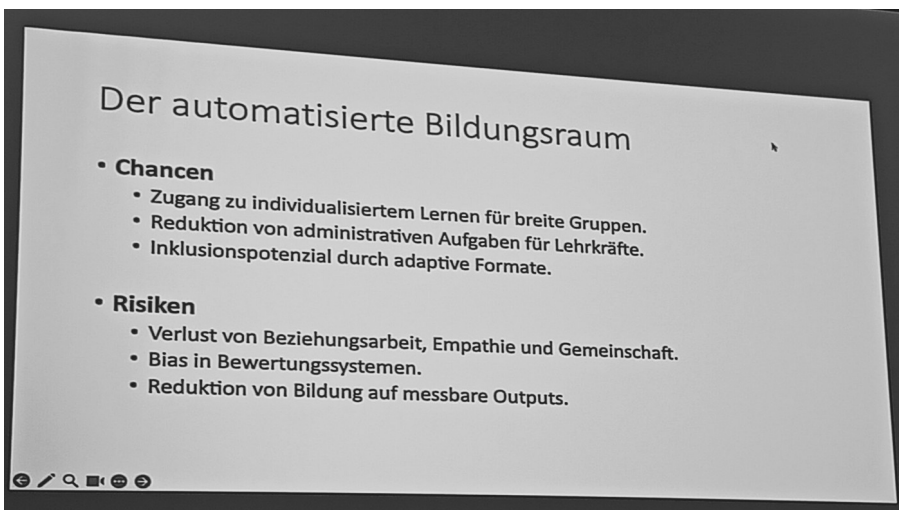 Der automatisierte Bildungsraum
• Chancen
• Zugang zu individualisiertem Lernen für breite Gruppen.
• Reduktion von administrativen Aufgaben für Lehrkräfte.
• Inklusionspotenzial durch adaptive Formate.
• Risiken
• Verlust von Beziehungsarbeit, Empathie und Gemeinschaft.
• Bias in Bewertungssystemen.
• Reduktion von Bildung auf messbare Outputs.